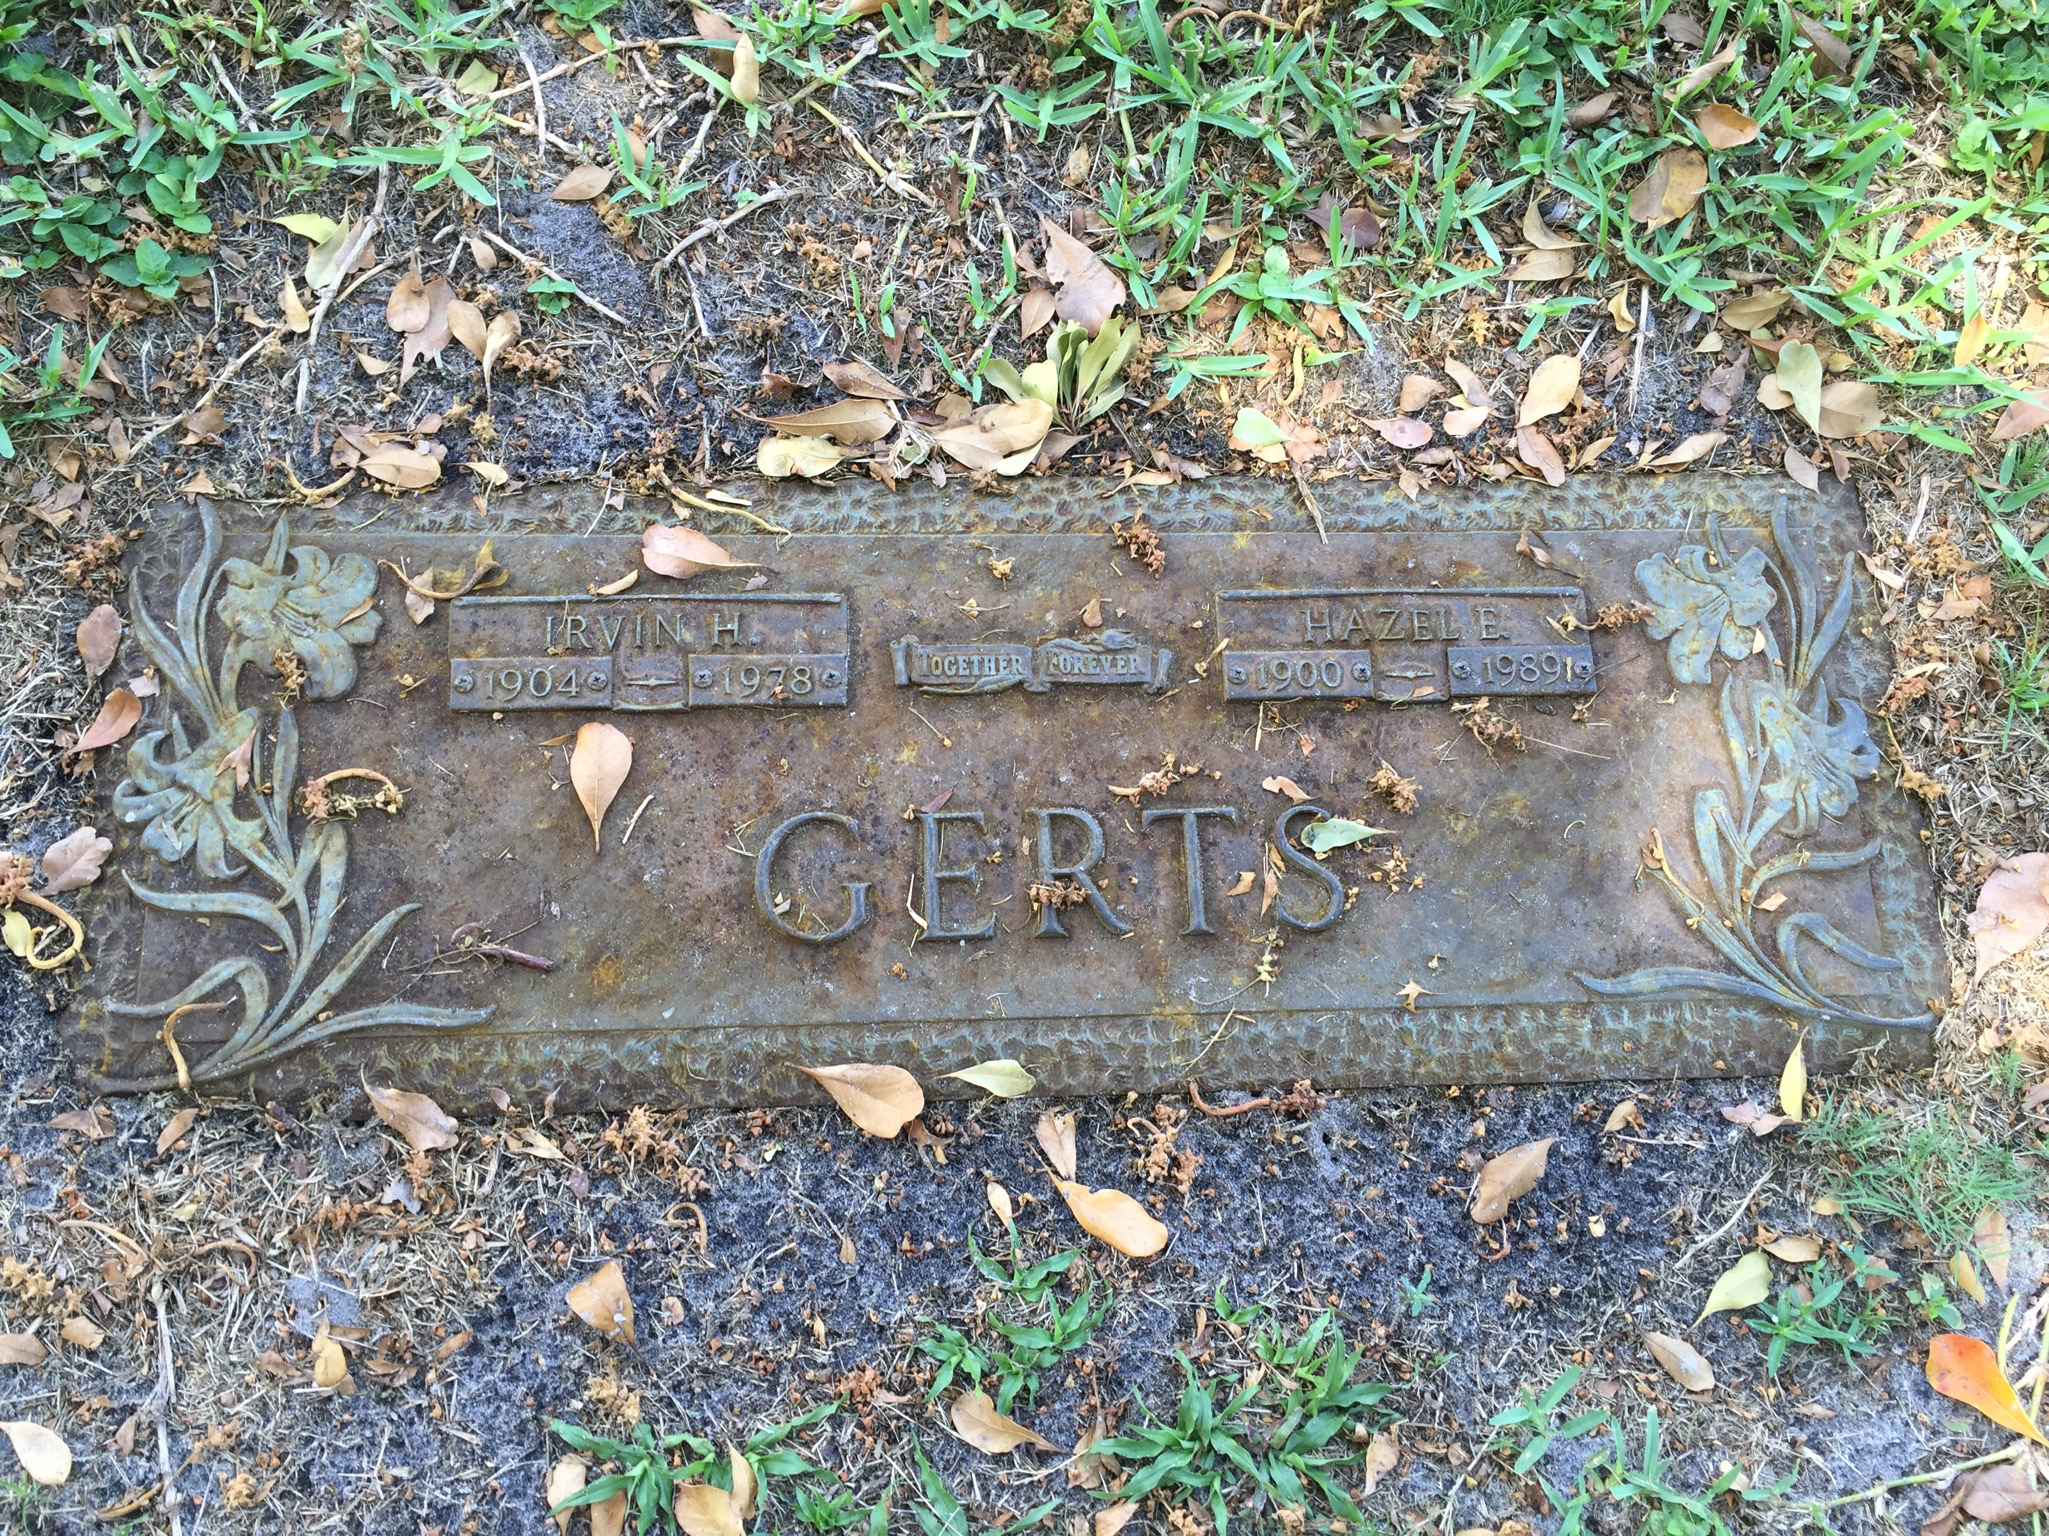 IRVIN H.
1904 – 1978
TOGETHER FOREVER
HAZEL E.
1900 – 1989
GERTS